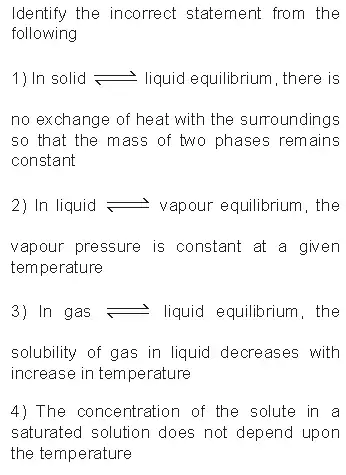 Identify the incorrect statement from the
following
1) In solid ⇌ liquid equilibrium, there is
no exchange of heat with the surroundings
so that the mass of two phases remains
constant
2) In liquid ⇌ vapour equilibrium, the
vapour pressure is constant at a given
temperature
3) In gas ⇌ liquid equilibrium, the
solubility of gas in liquid decreases with
increase in temperature
4) The concentration of the solute in a
saturated solution does not depend upon
the temperature